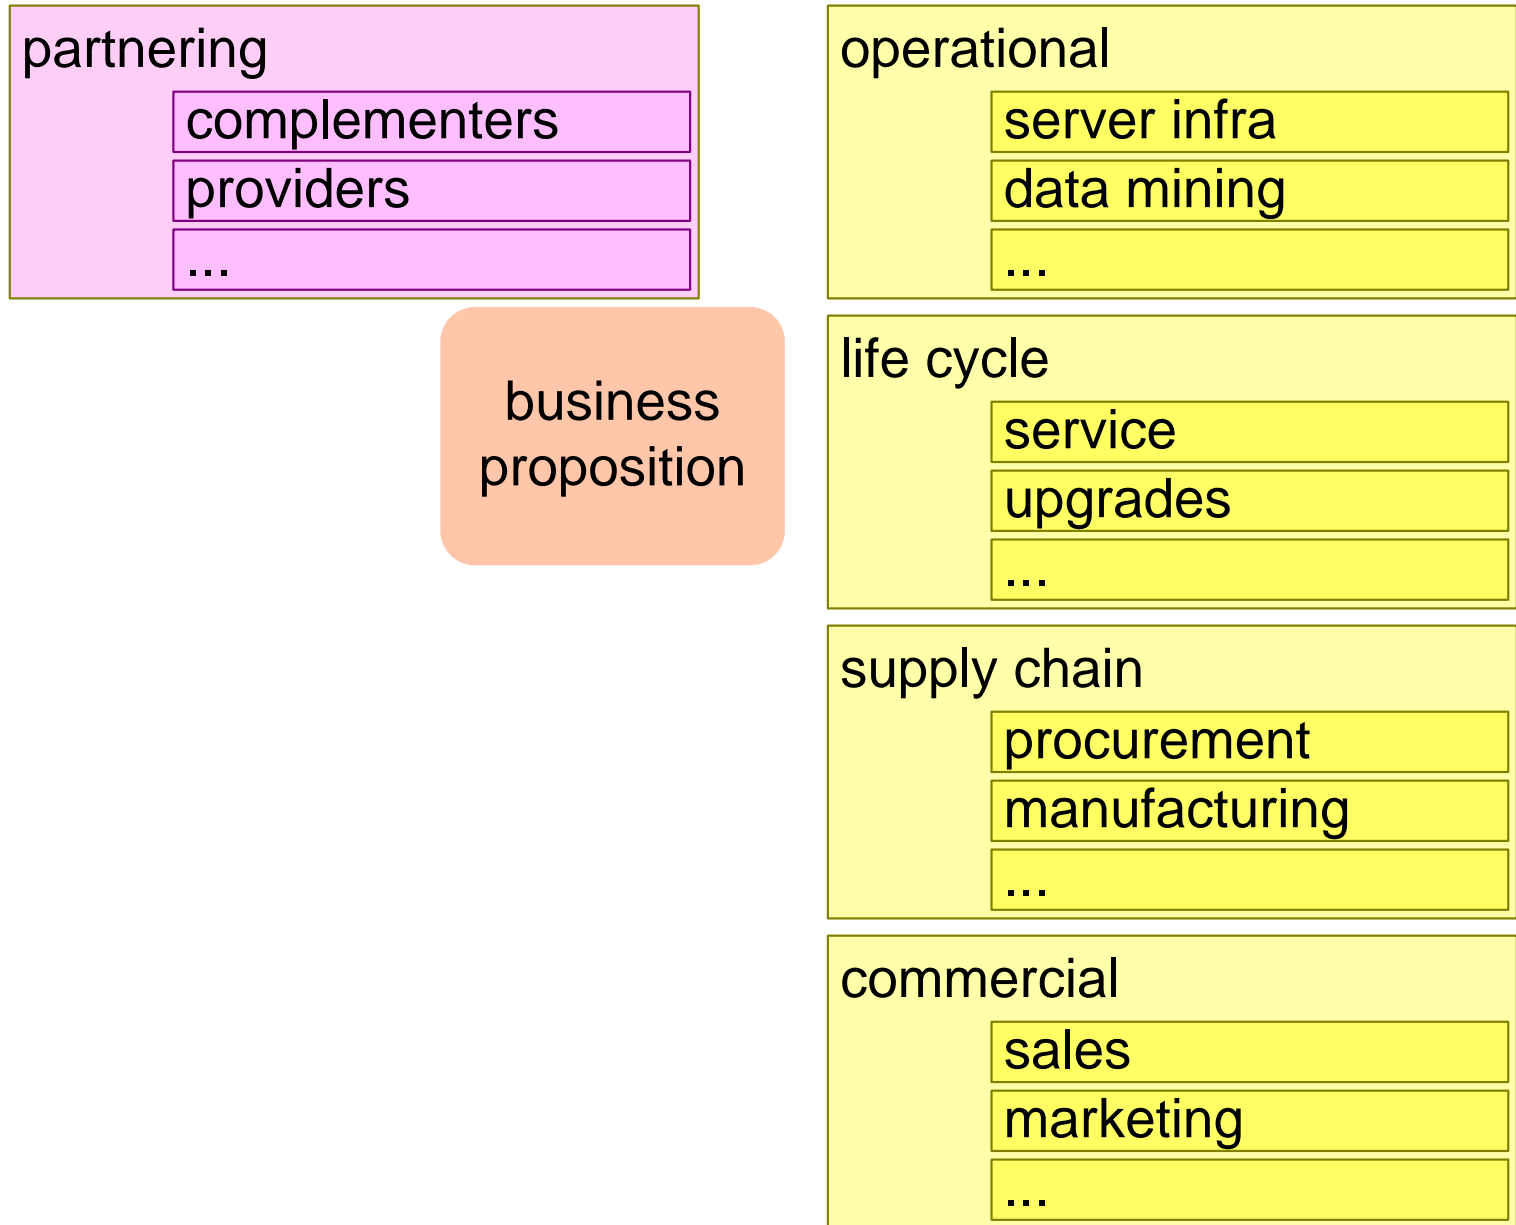 partnering
complementers
providers
...
business
proposition
operational
server infra
data mining
...
life cycle
service
upgrades
...
supply chain
procurement
manufacturing
...
commercial
sales
marketing
...